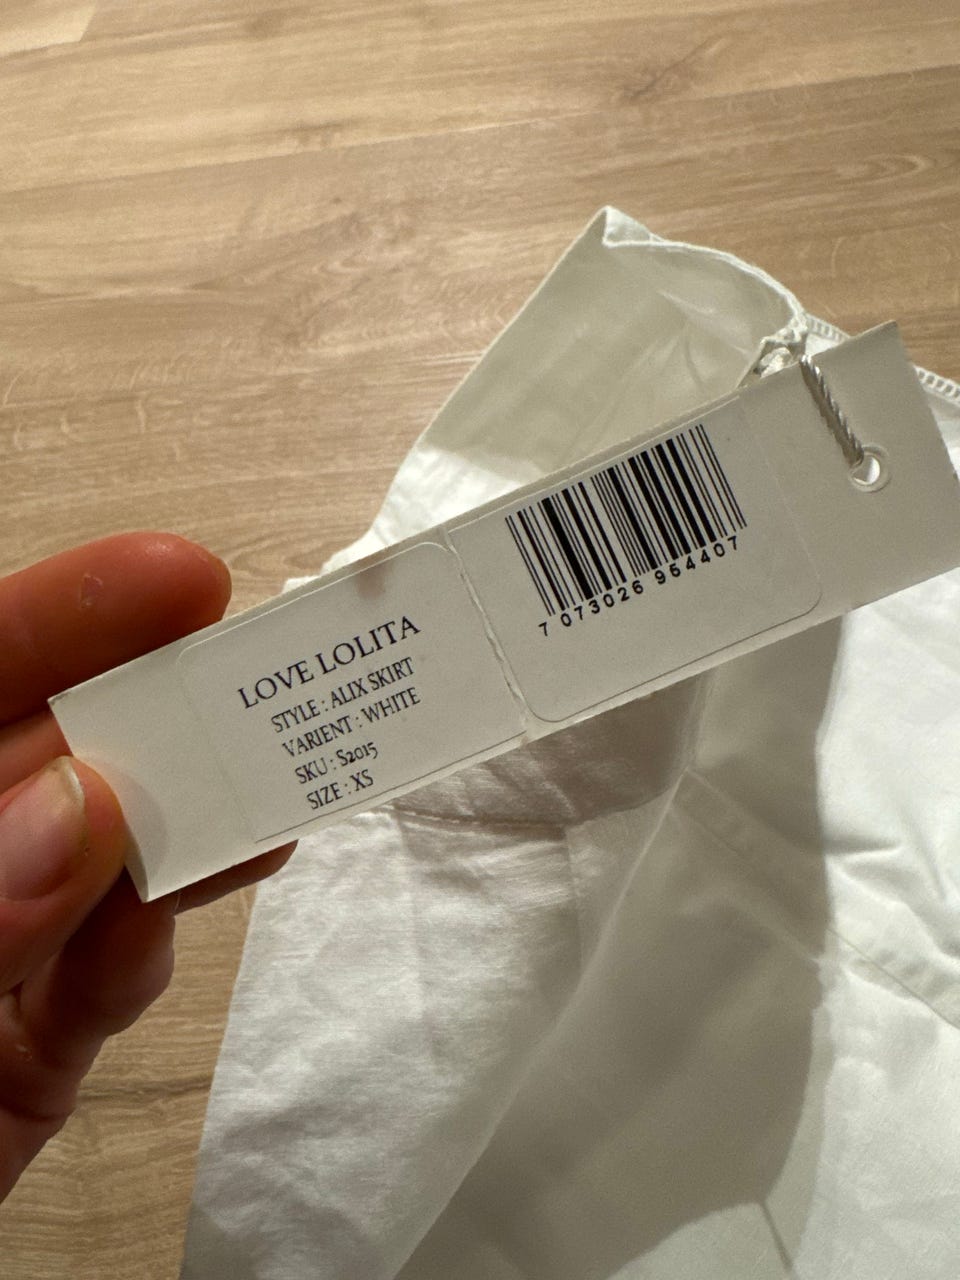 LOVE LOLITA
STYLE : ALIX SKIRT
VARIENT : WHITE
SKU : S2015
SIZE : XS
7 073026 954407